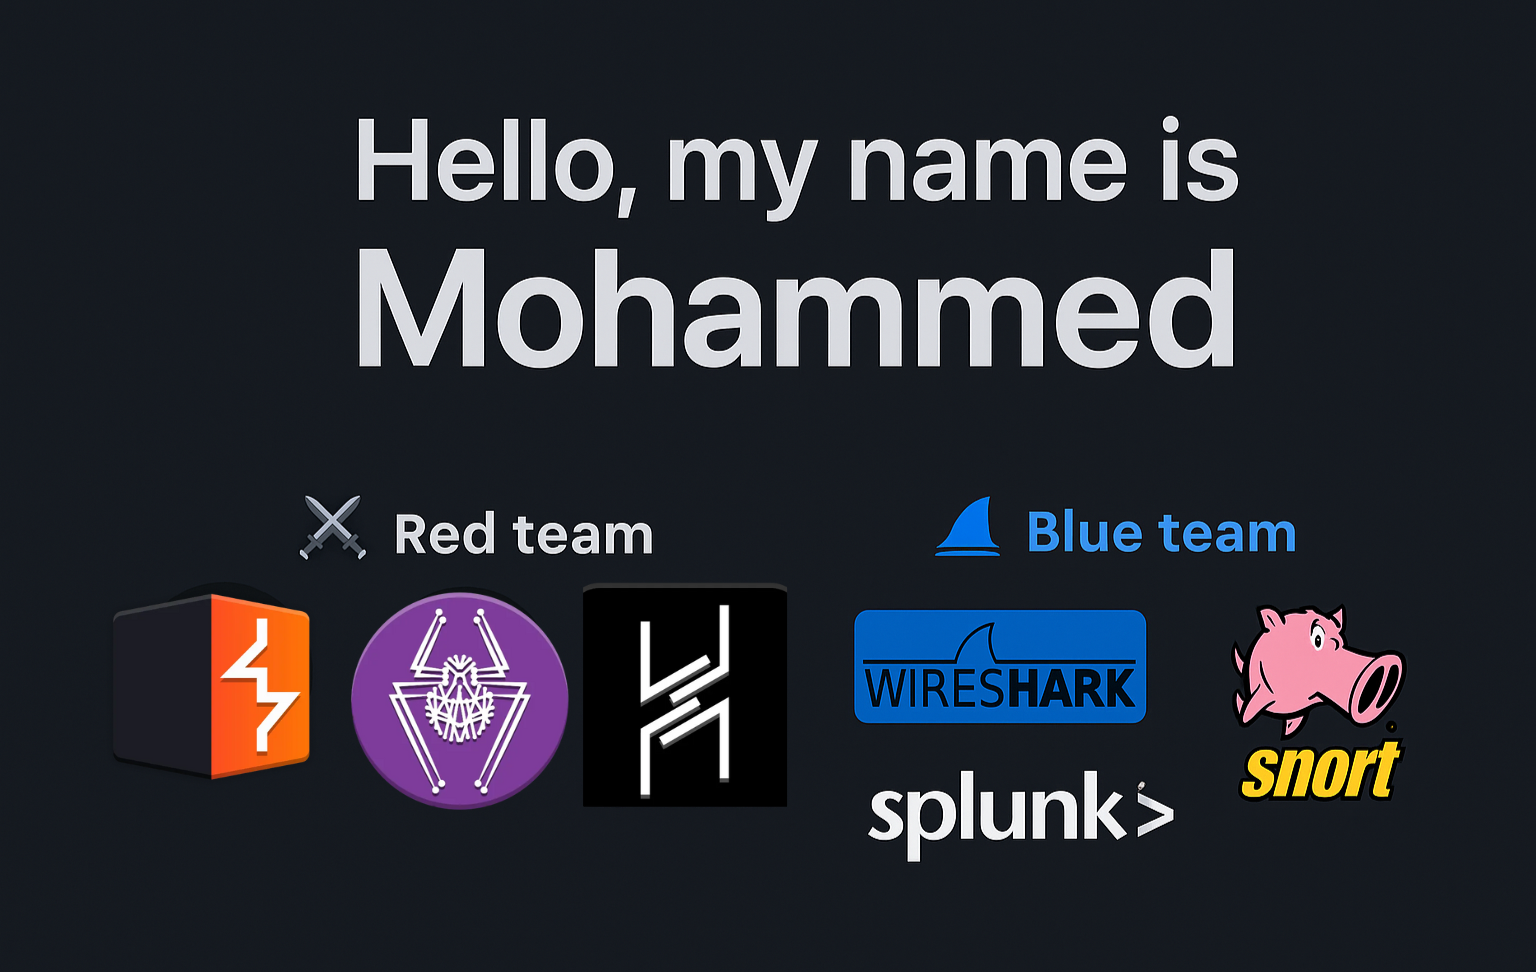 Hello, my name is
Mohammed
Red team
Blue team
WIRESHARK
splunk>
snort